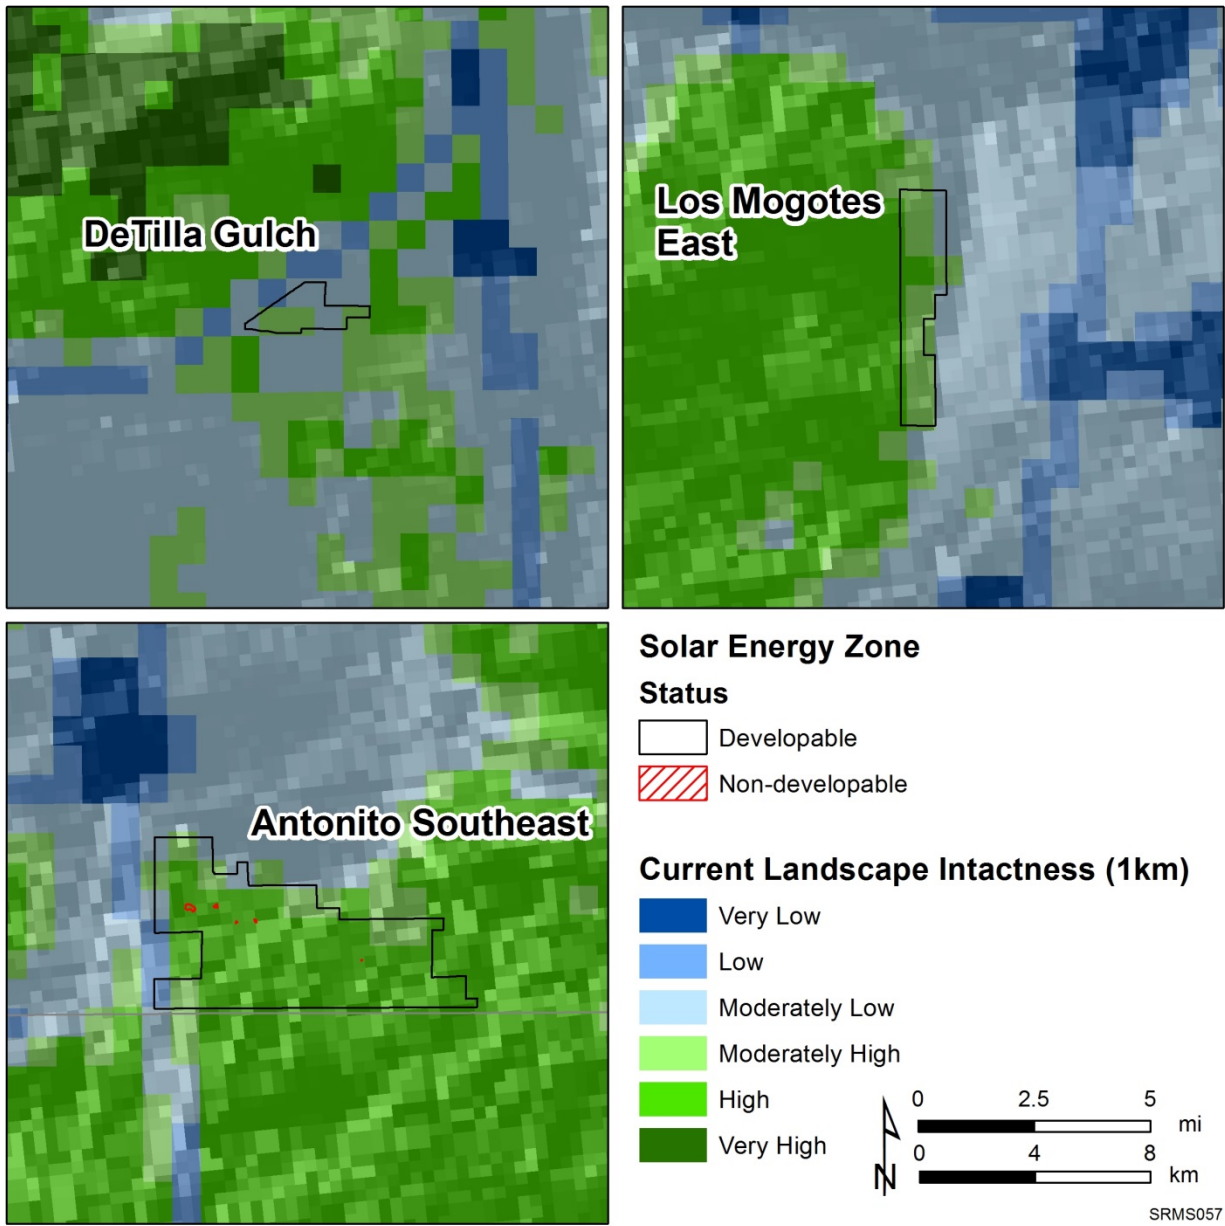 DeTilla Gulch
Los Mogotes
East
Antonito Southeast
Solar Energy Zone
Status
Developable
Non-developable
Current Landscape Intactness (1km)
Very Low
Low
Moderately Low
Moderately High
High
Very High
N
0 2.5 5
mi
0 4 8
km
SRMS057